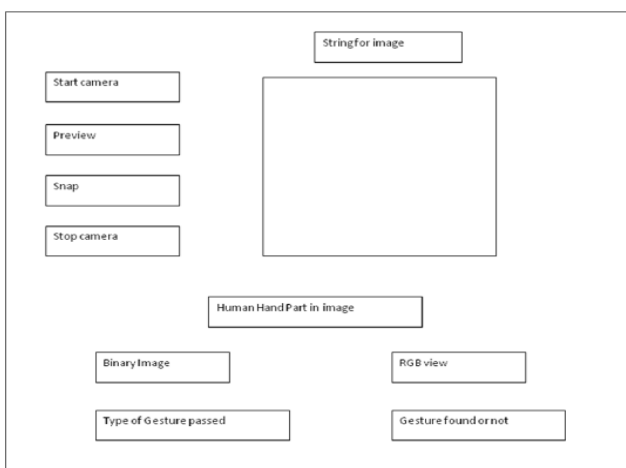 String for image
Start camera
Preview
Snap
Stop camera
Human Hand Part in image
Binary Image
RGB view
Type of Gesture passed
Gesture found or not